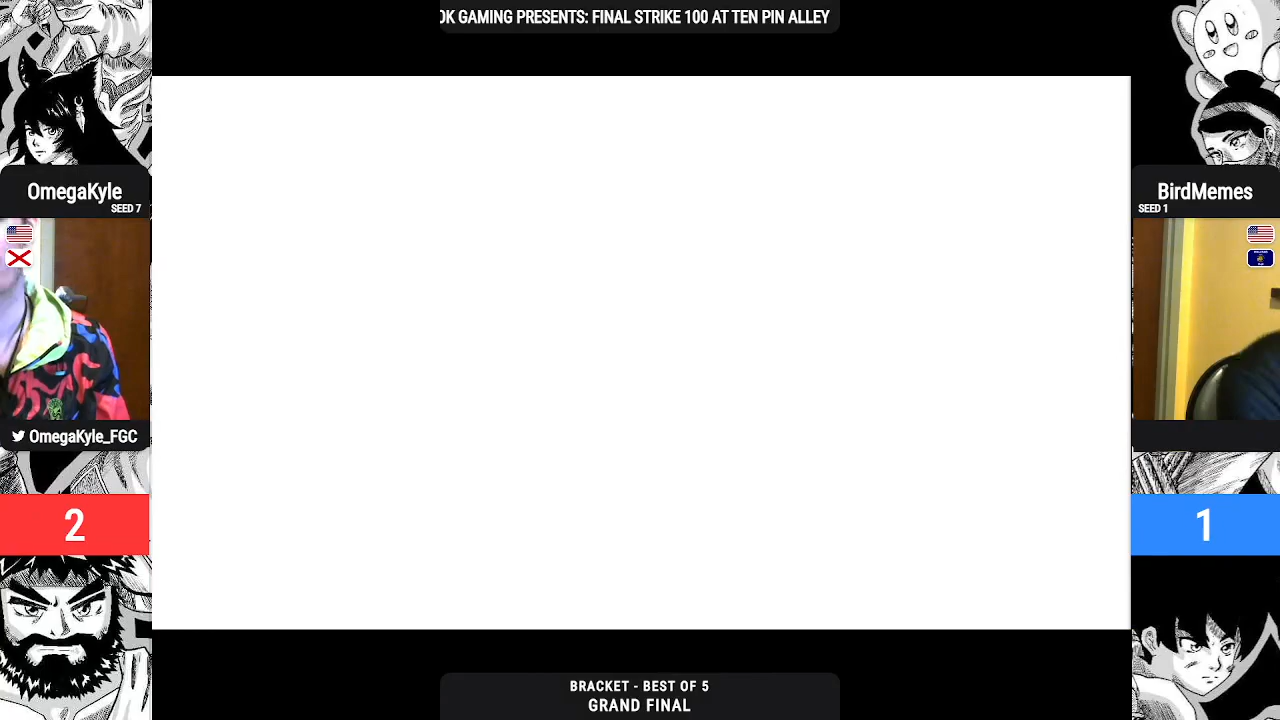 OK GAMING PRESENTS: FINAL STRIKE 100 AT TEN PIN ALLEY
OmegaKyle
SEED 7
BirdMemes
SEED 1
OmegaKyle_FGC
2
1
BRACKET - BEST OF 5
GRAND FINAL